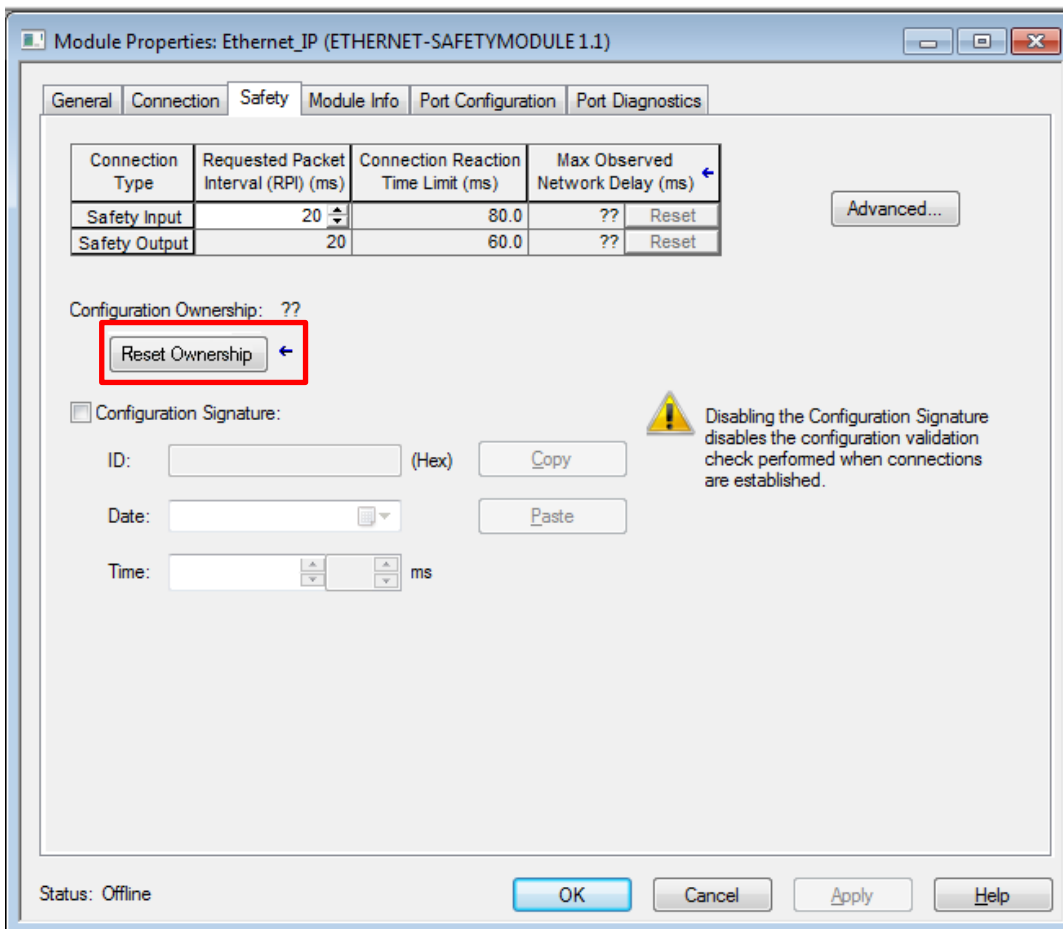 Module Properties: Ethernet_IP (ETHERNET-SAFETYMODULE 1.1)
General Connection Safety Module Info Port Configuration Port Diagnostics
Connection Type Requested Packet Interval (RPI) (ms) Connection Reaction Time Limit (ms) Max Observed Network Delay (ms) ←
Safety Input 20 80.0 ?? Reset
Safety Output 20 60.0 ?? Reset
Advanced...
Configuration Ownership: ??
Reset Ownership ←
Configuration Signature:
ID: (Hex) Copy
Date: Paste
Time: ms
Disabling the Configuration Signature
disables the configuration validation
check performed when connections
are established.
Status: Offline OK Cancel Apply Help